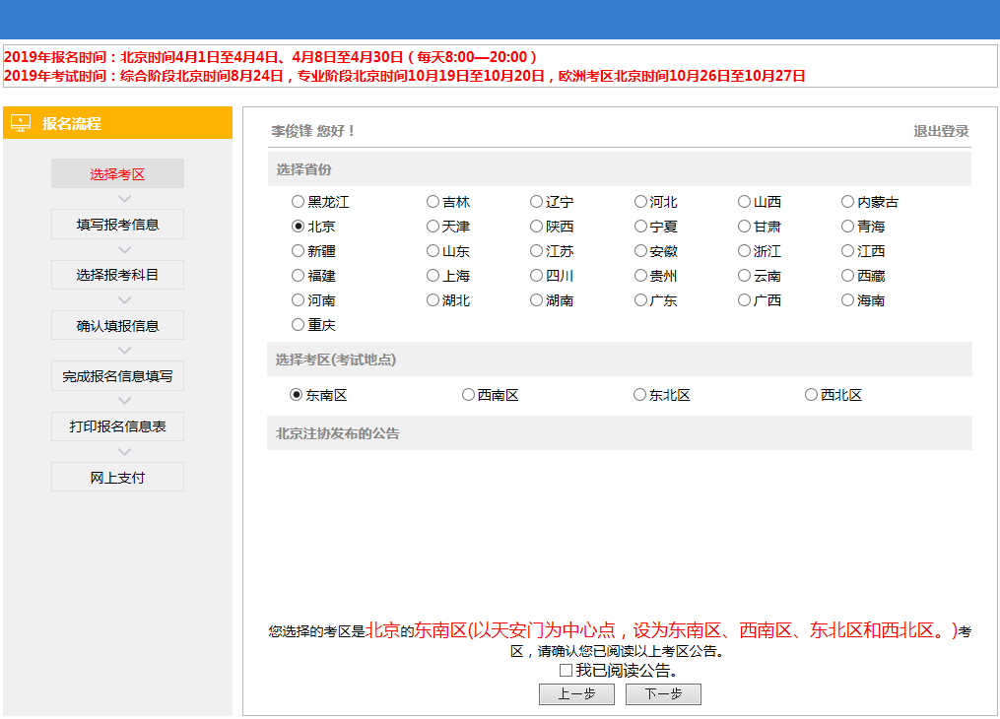 2019年报名时间：北京时间4月1日至4月4日、4月8日至4月30日（每天8:00—20:00）
2019年考试时间：综合阶段北京时间8月24日，专业阶段北京时间10月19日至10月20日，欧洲考区北京时间10月26日至10月27日
报名流程
选择考区
填写报考信息
选择报考科目
确认填报信息
完成报名信息填写
打印报名信息表
网上支付
李俊锋 您好！ 退出登录
选择省份
黑龙江 吉林 辽宁 河北 山西 内蒙古
北京 天津 陕西 宁夏 甘肃 青海
新疆 山东 江苏 安徽 浙江 江西
福建 上海 四川 贵州 云南 西藏
河南 湖北 湖南 广东 广西 海南
重庆
选择考区(考试地点)
东南区 西南区 东北区 西北区
北京注协发布的公告
您选择的考区是北京的东南区(以天安门为中心点，设为东南区、西南区、东北区和西北区。)考
区，请确认您已阅读以上考区公告。
我已阅读公告。
上一步 下一步